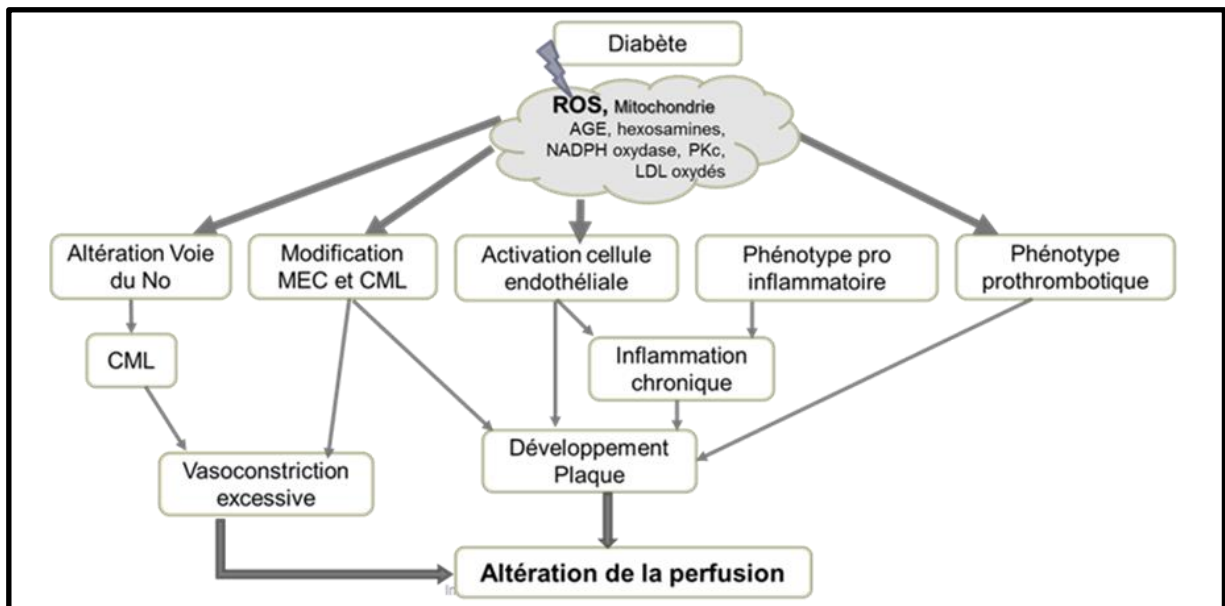 Diabète
ROS, Mitochondrie
AGE, hexosamines,
NADPH oxydase, PKc,
LDL oxydés
Altération Voie
du No
Modification
MEC et CML
Activation cellule
endothéliale
Phénotype pro
inflammatoire
Phénotype
prothrombotique
CML
Inflammation
chronique
Vasoconstriction
excessive
Développement
Plaque
Altération de la perfusion